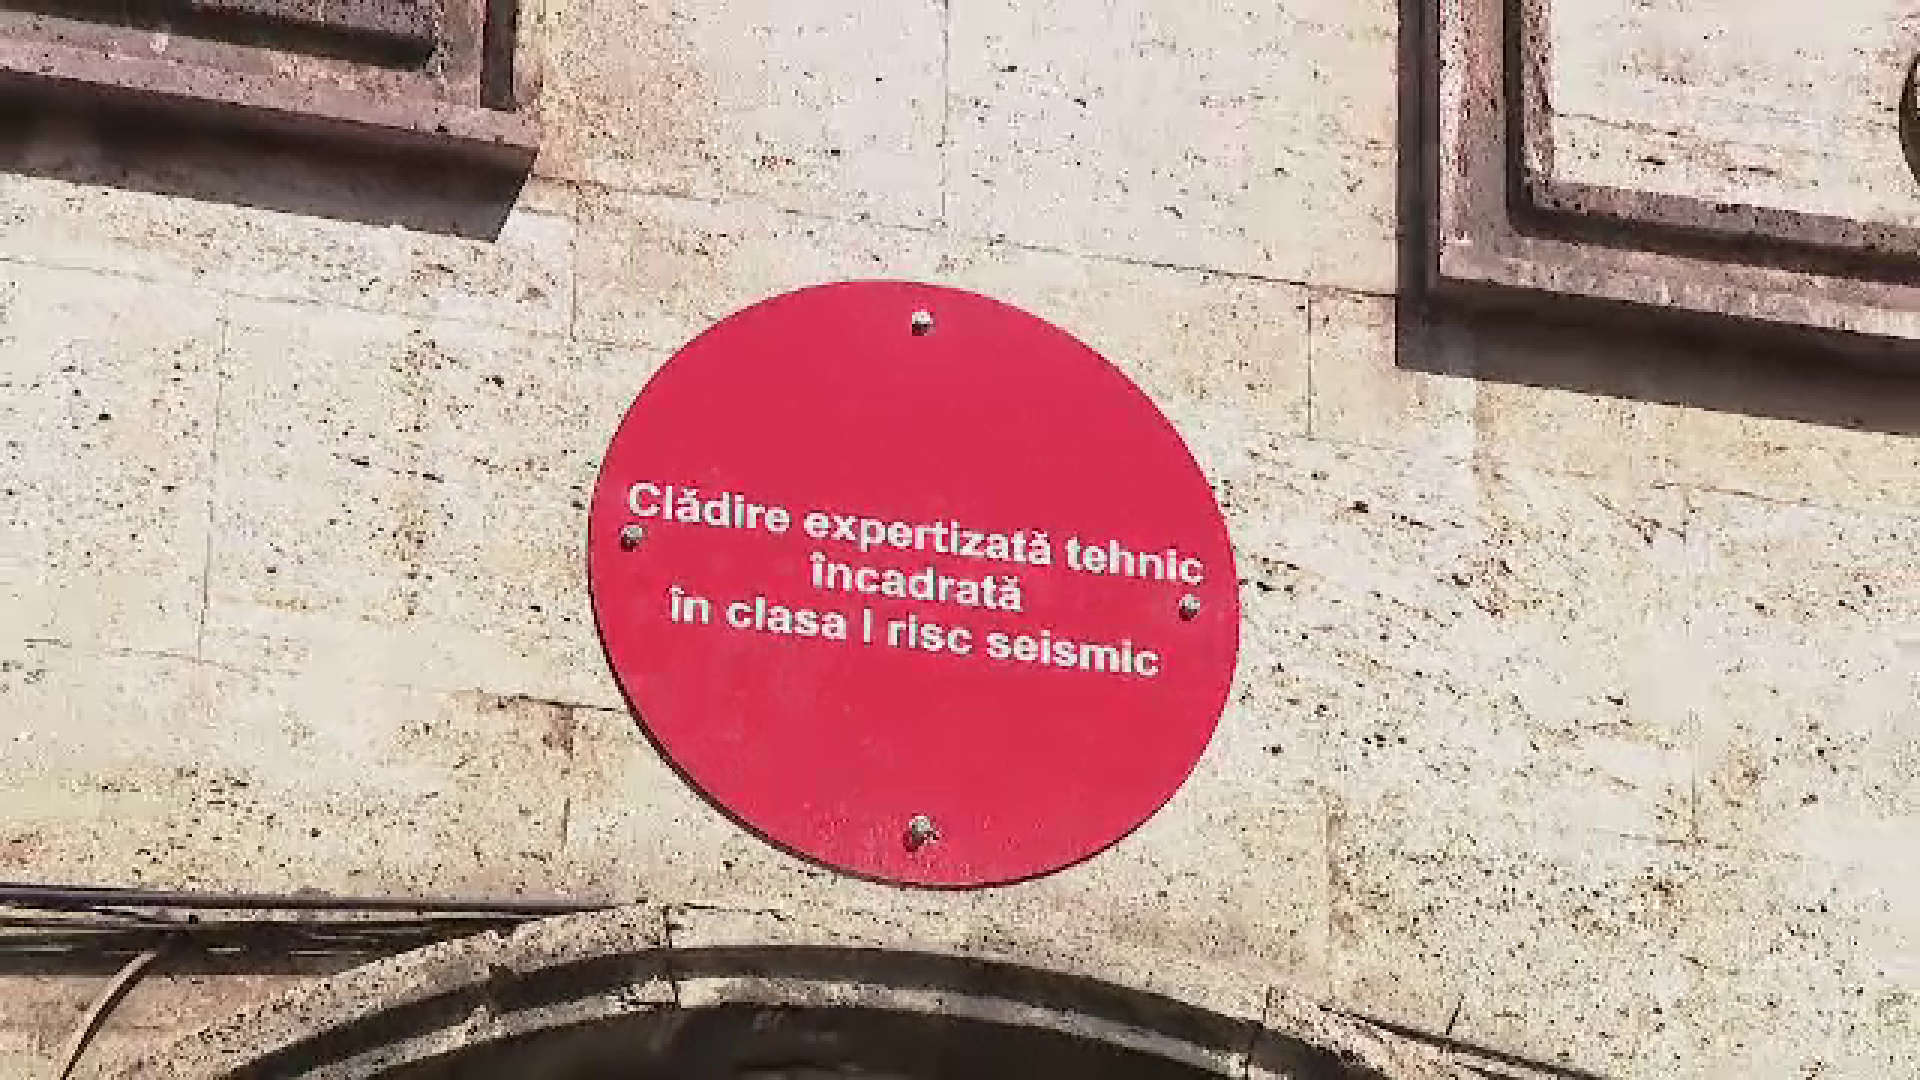 Clădire expertizată tehnic
încadrată
în clasa I risc seismic